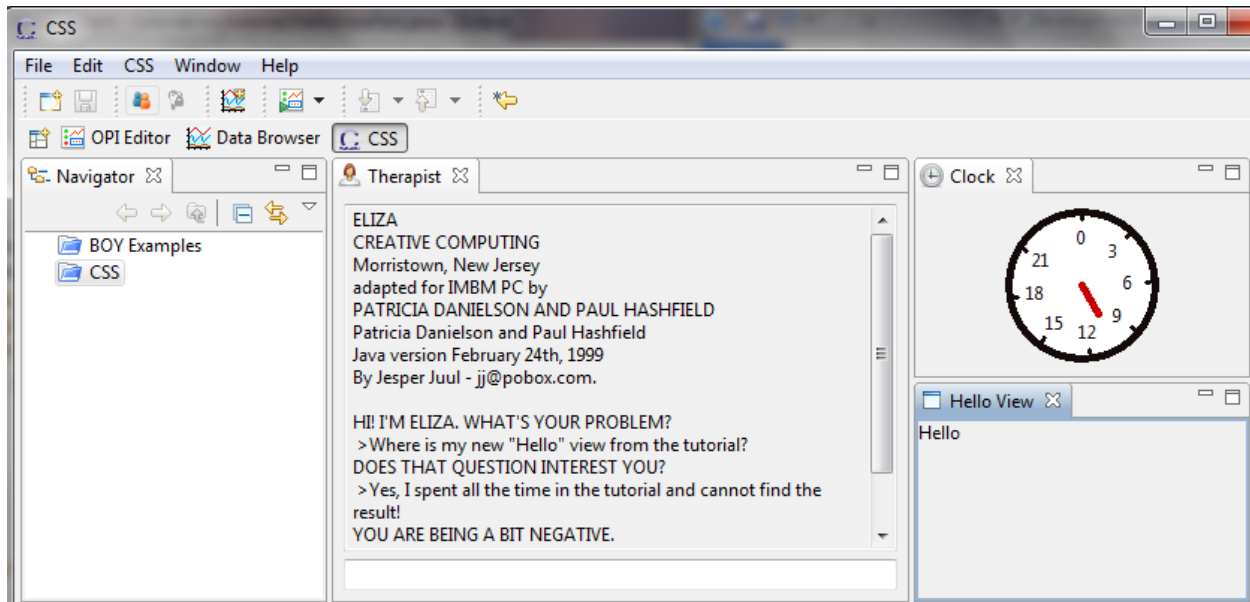 CSS
File Edit CSS Window Help
OPI Editor Data Browser CSS
Navigator
BOY Examples
CSS
Therapist
ELIZA
CREATIVE COMPUTING
Morristown, New Jersey
adapted for IMBM PC by
PATRICIA DANIELSON AND PAUL HASHFIELD
Patricia Danielson and Paul Hashfield
Java version February 24th, 1999
By Jesper Juul - jj@pobox.com.
HI! I'M ELIZA. WHAT'S YOUR PROBLEM?
>Where is my new "Hello" view from the tutorial?
DOES THAT QUESTION INTEREST YOU?
>Yes, I spent all the time in the tutorial and cannot find the
result!
YOU ARE BEING A BIT NEGATIVE.
Clock
0
3
6
9
12
15
18
21
Hello View
Hello